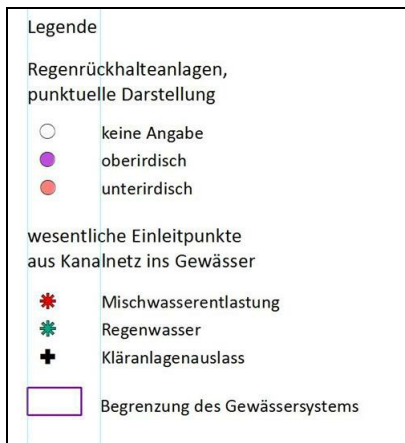 Legende
Regenrückhalteanlagen,
punktuelle Darstellung
keine Angabe
oberirdisch
unterirdisch
wesentliche Einleitpunkte
aus Kanalnetz ins Gewässer
Mischwasserentlastung
Regenwasser
Kläranlagenauslass
Begrenzung des Gewässersystems